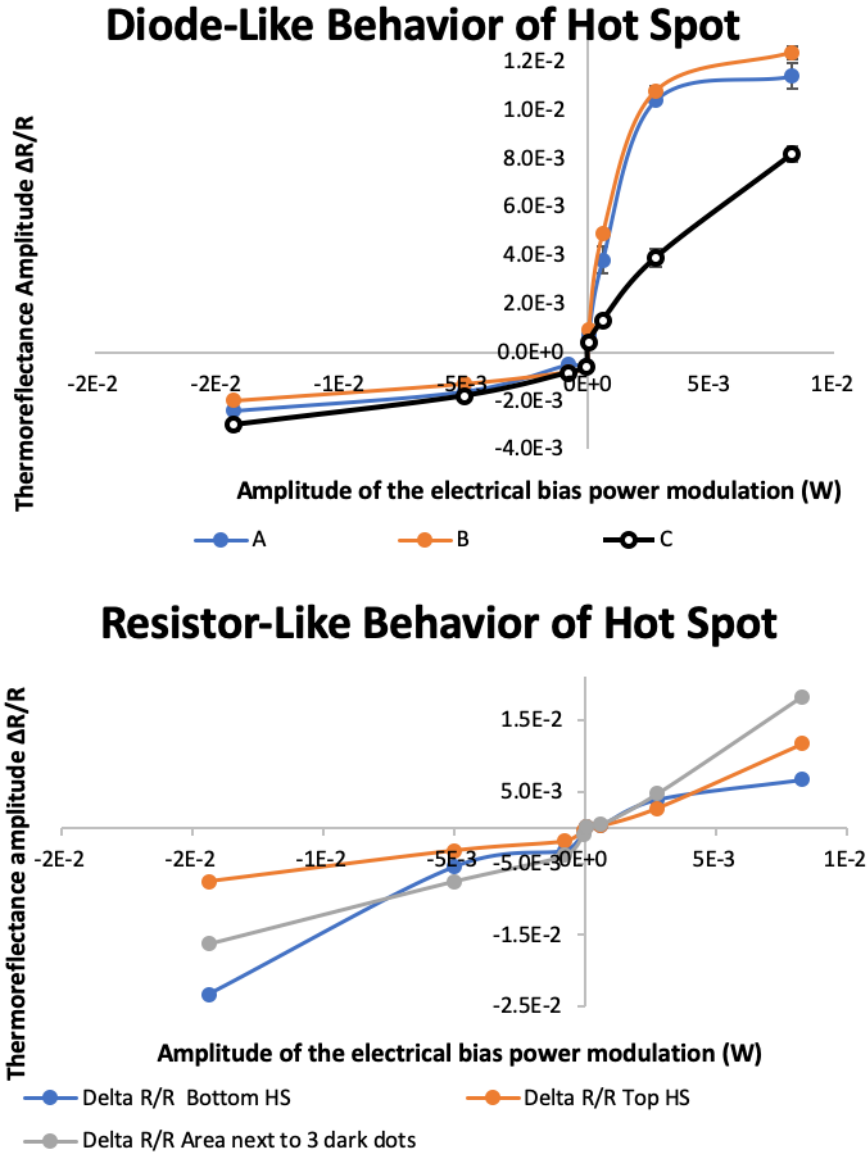 Diode-Like Behavior of Hot Spot
Thermoreflectance Amplitude ΔR/R
1.2E-2
1.0E-2
8.0E-3
6.0E-3
4.0E-3
2.0E-3
0.0E+0
-2E-2 -2E-2 -1E-2 -5E-3 0E+0 5E-3 1E-2
-2.0E-3
-4.0E-3
Amplitude of the electrical bias power modulation (W)
A B C
Resistor-Like Behavior of Hot Spot
Thermoreflectance amplitude ΔR/R
1.5E-2
5.0E-3
-2E-2 -2E-2 -1E-2 -5E-3 0E+0 5E-3 1E-2
-5.0E-3
-1.5E-2
-2.5E-2
Amplitude of the electrical bias power modulation (W)
Delta R/R Bottom HS Delta R/R Top HS
Delta R/R Area next to 3 dark dots